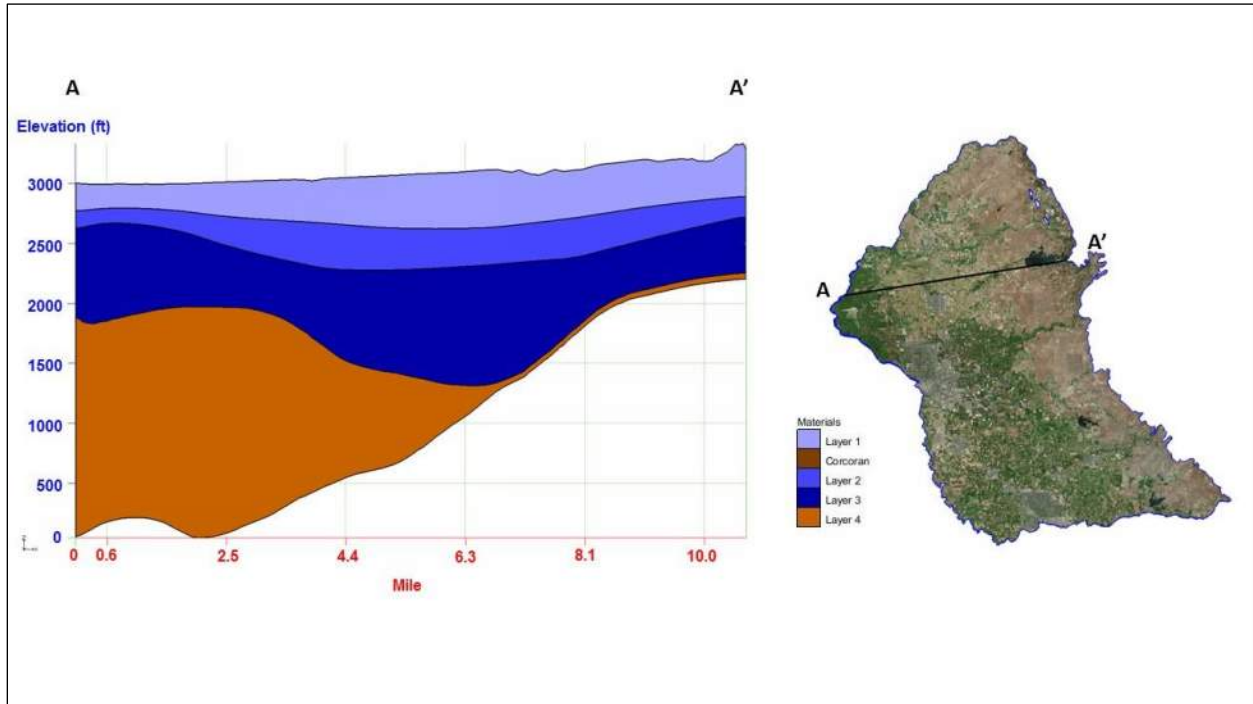 A A’
Elevation (ft)
3000
2500
2000
1500
1000
500
0
0 0.6 2.5 4.4 6.3 8.1 10.0
Mile
A
A’
Materials
Layer 1
Corcoran
Layer 2
Layer 3
Layer 4